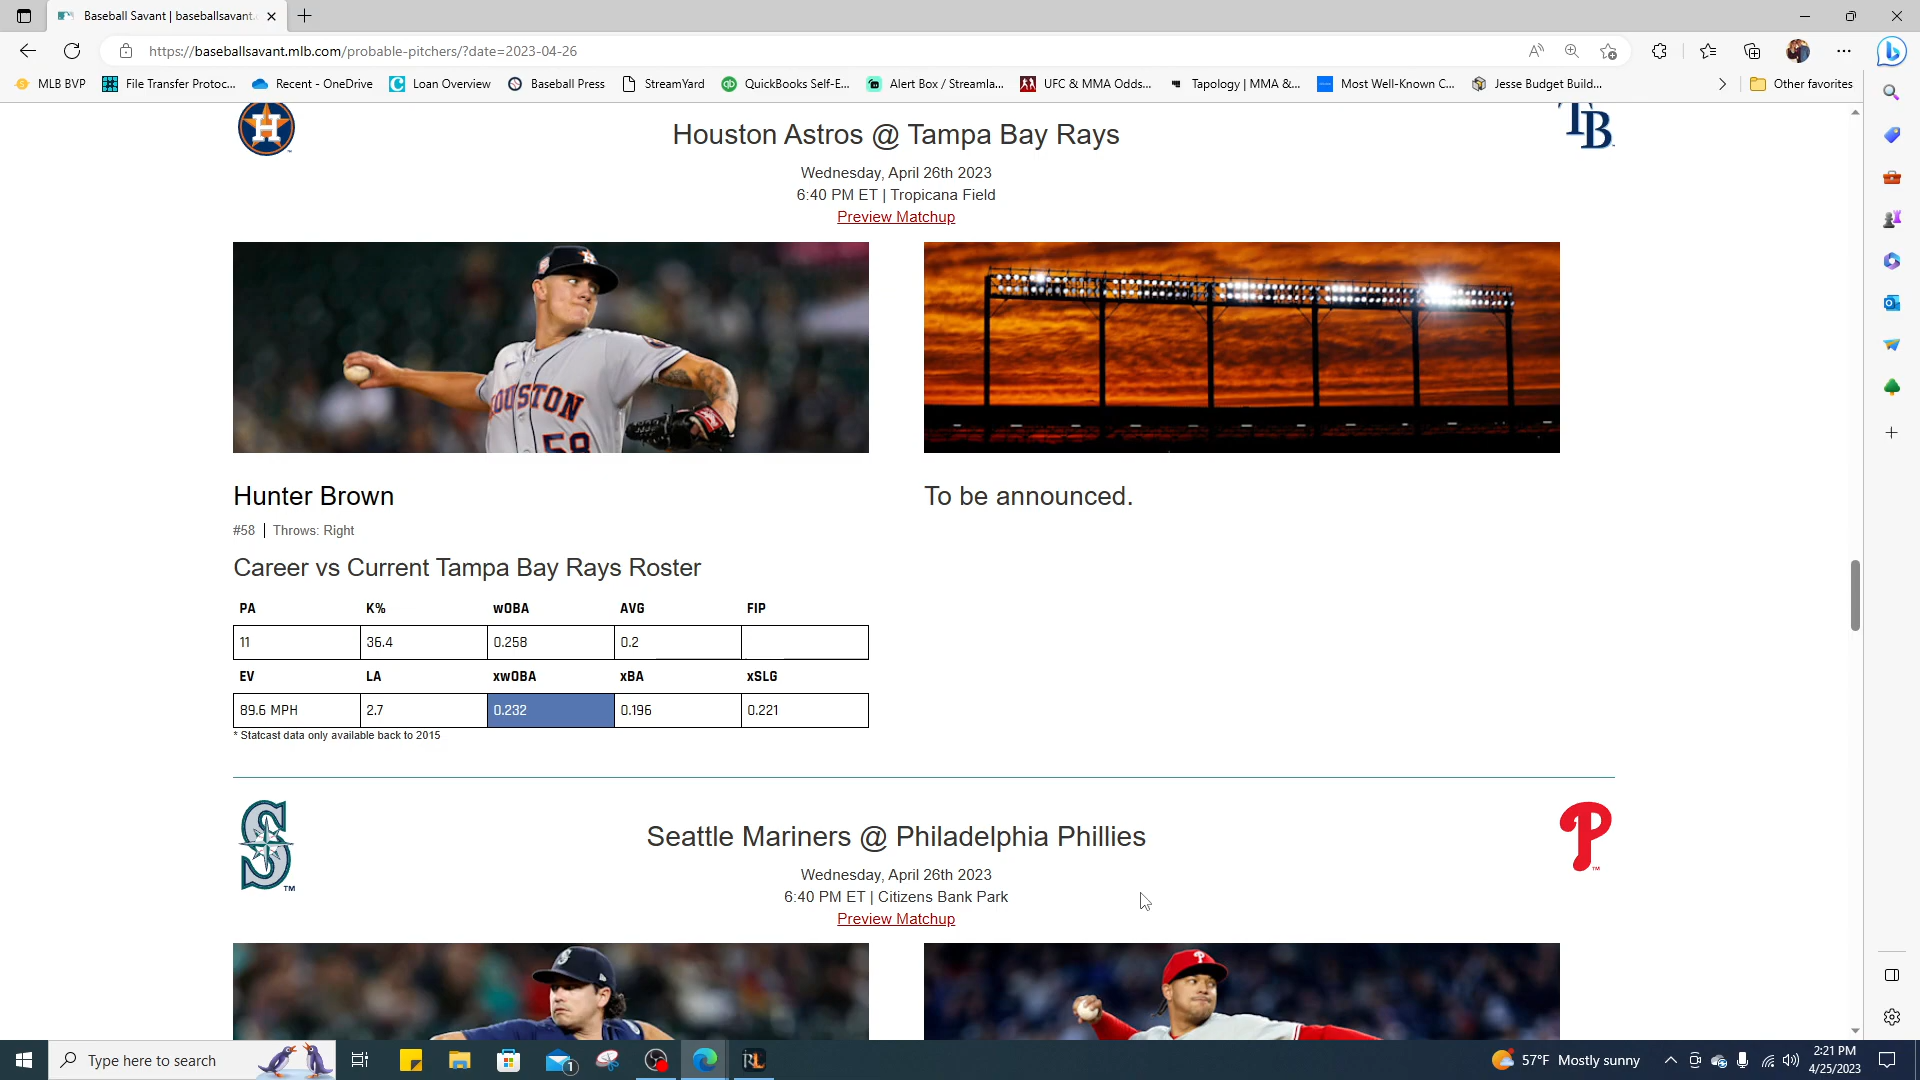 Baseball Savant | baseballsavant.
https://baseballsavant.mlb.com/probable-pitchers/?date=2023-04-26
MLB BVP
File Transfer Protoc...
Recent - OneDrive
Loan Overview
Baseball Press
StreamYard
QuickBooks Self-E...
Alert Box / Streamla...
UFC & MMA Odds...
Tapology | MMA &...
Most Well-Known C...
Jesse Budget Build...
Other favorites
H
TB
Houston Astros @ Tampa Bay Rays
Wednesday, April 26th 2023
6:40 PM ET | Tropicana Field
Preview Matchup
HOUSTON
58
Hunter Brown
To be announced.
#58 | Throws: Right
Career vs Current Tampa Bay Rays Roster
PA K% wOBA AVG FIP
11 36.4 0.258 0.2
EV LA xwOBA xBA xSLG
89.6 MPH 2.7 0.232 0.196 0.221
* Statcast data only available back to 2015
S
TM
P
TM
Seattle Mariners @ Philadelphia Phillies
Wednesday, April 26th 2023
6:40 PM ET | Citizens Bank Park
Preview Matchup
Type here to search
1
RL
57°F Mostly sunny
2:21 PM
4/25/2023